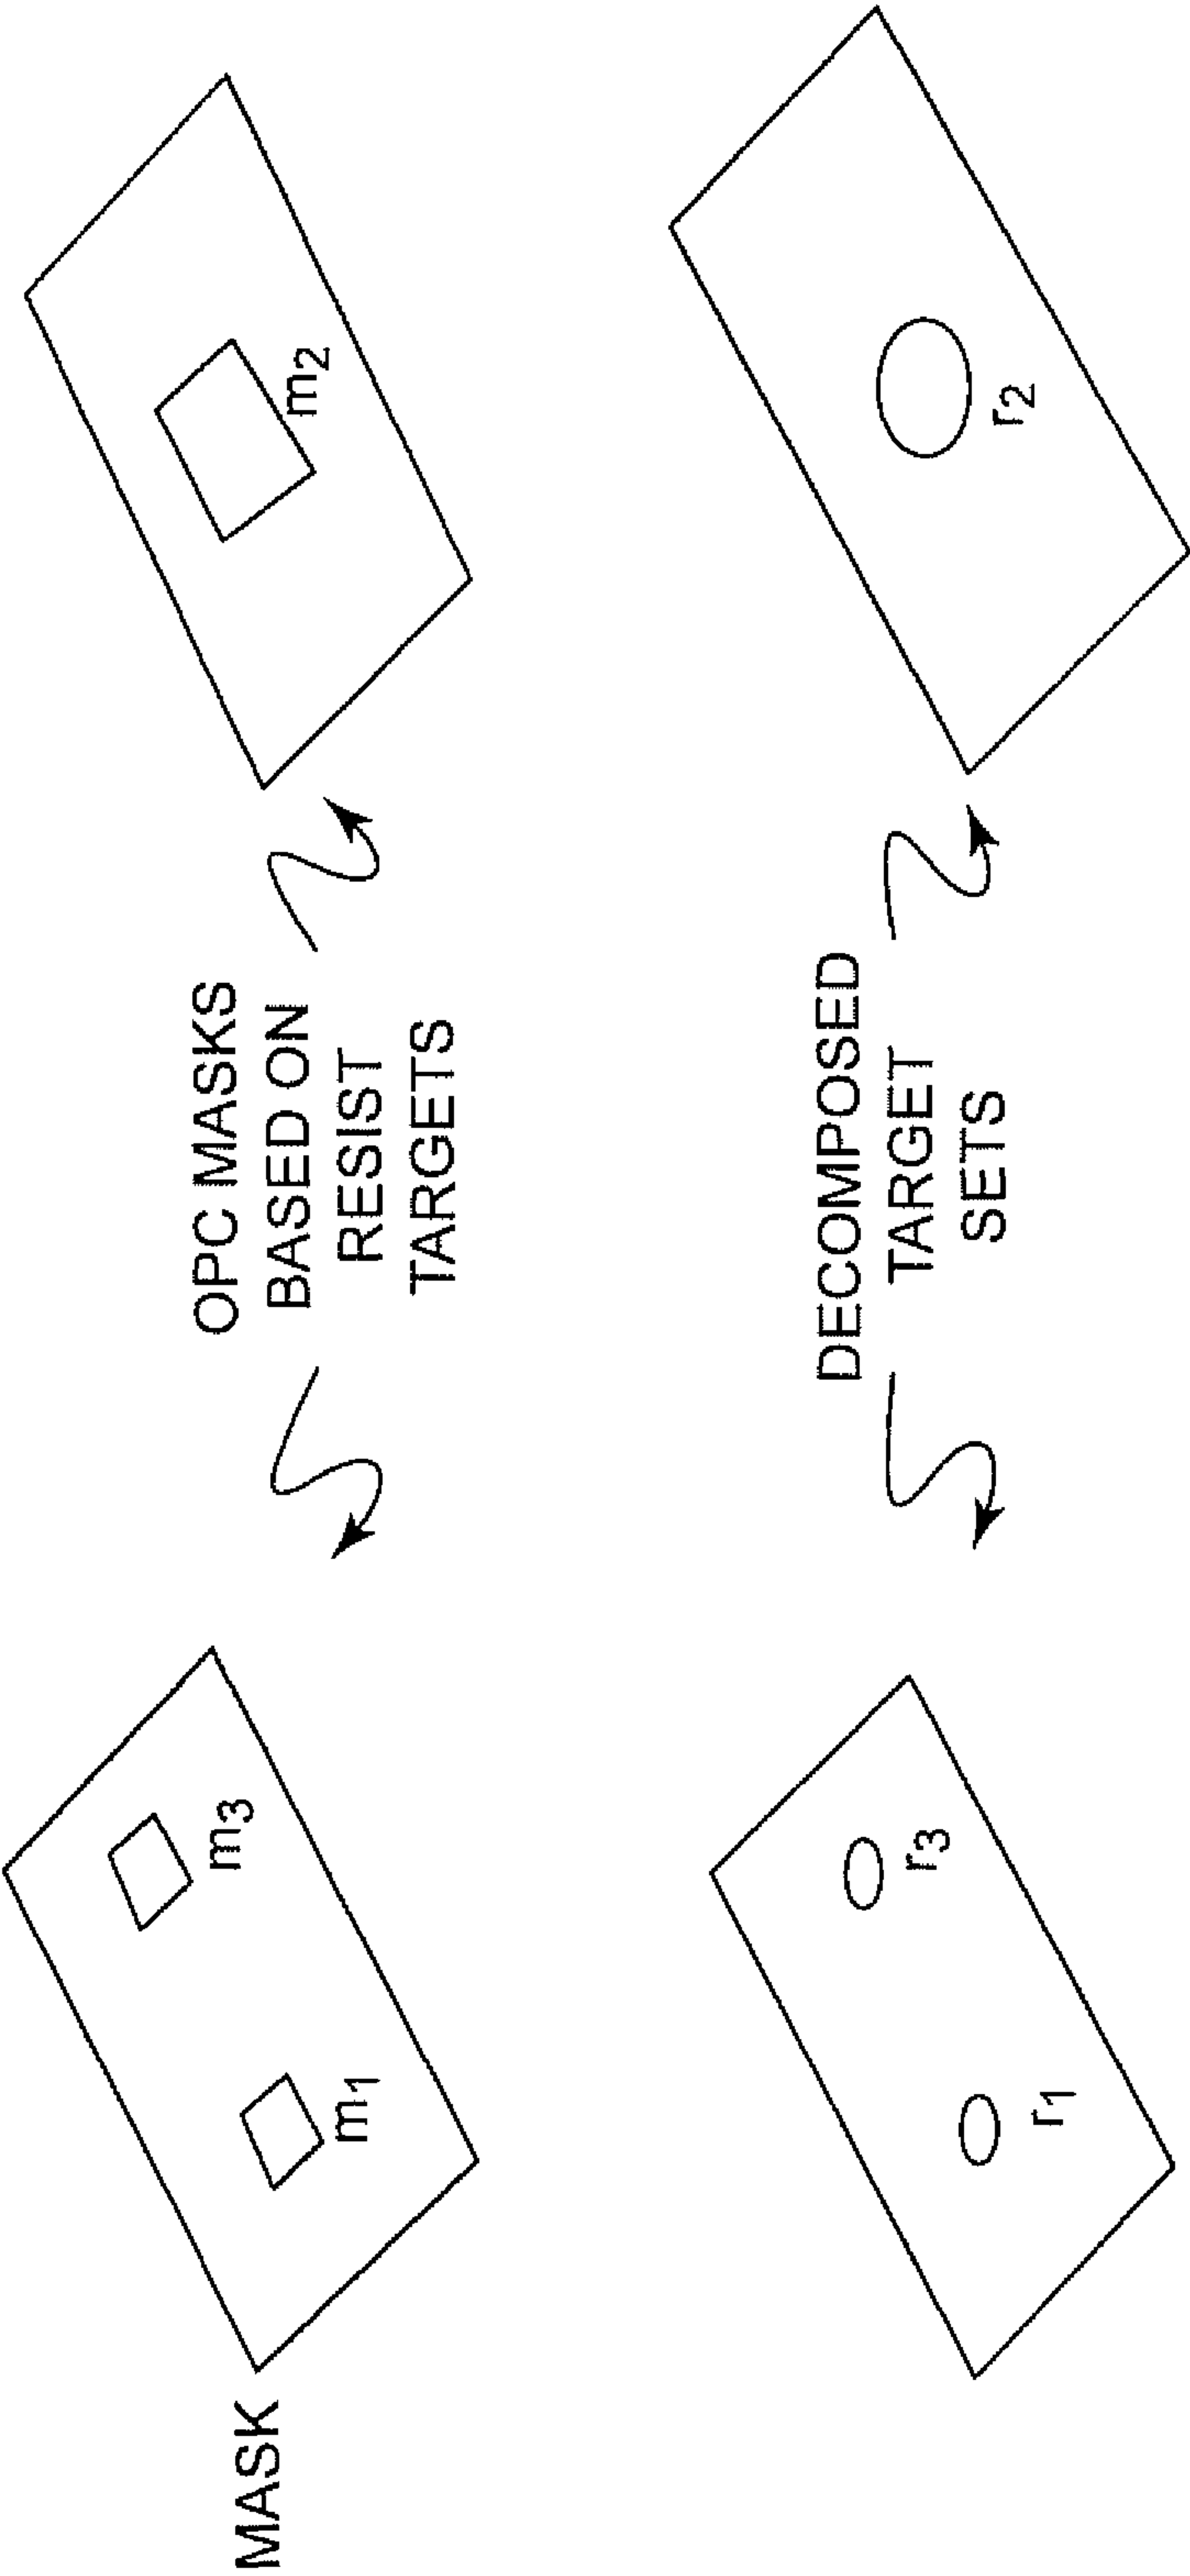 MASK
m1
m3
OPC MASKS
BASED ON
RESIST
TARGETS
m2
r1
r3
DECOMPOSED
TARGET
SETS
r2